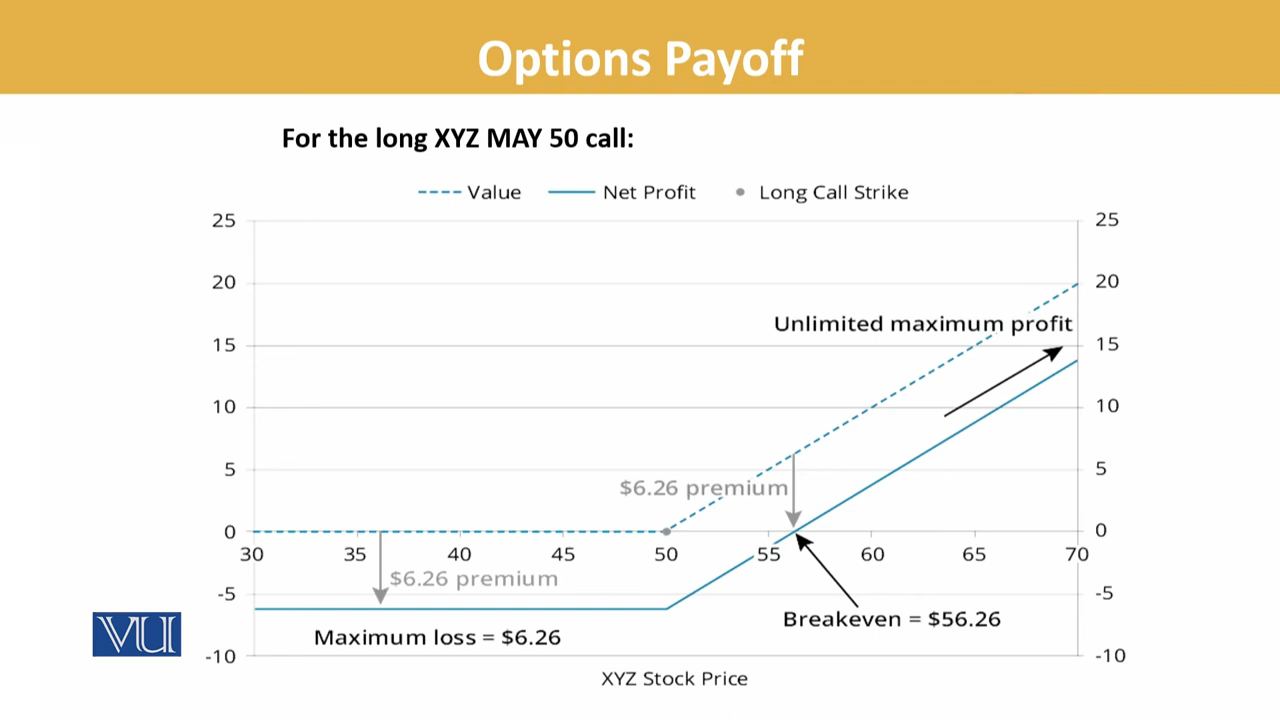 Options Payoff
For the long XYZ MAY 50 call:
Value Net Profit Long Call Strike
25 25
20 20
Unlimited maximum profit
15 15
10 10
5 5
$6.26 premium
0 0
30 35 40 45 50 55 60 65 70
$6.26 premium
-5 -5
Breakeven = $56.26
VU
Maximum loss = $6.26
-10 -10
XYZ Stock Price